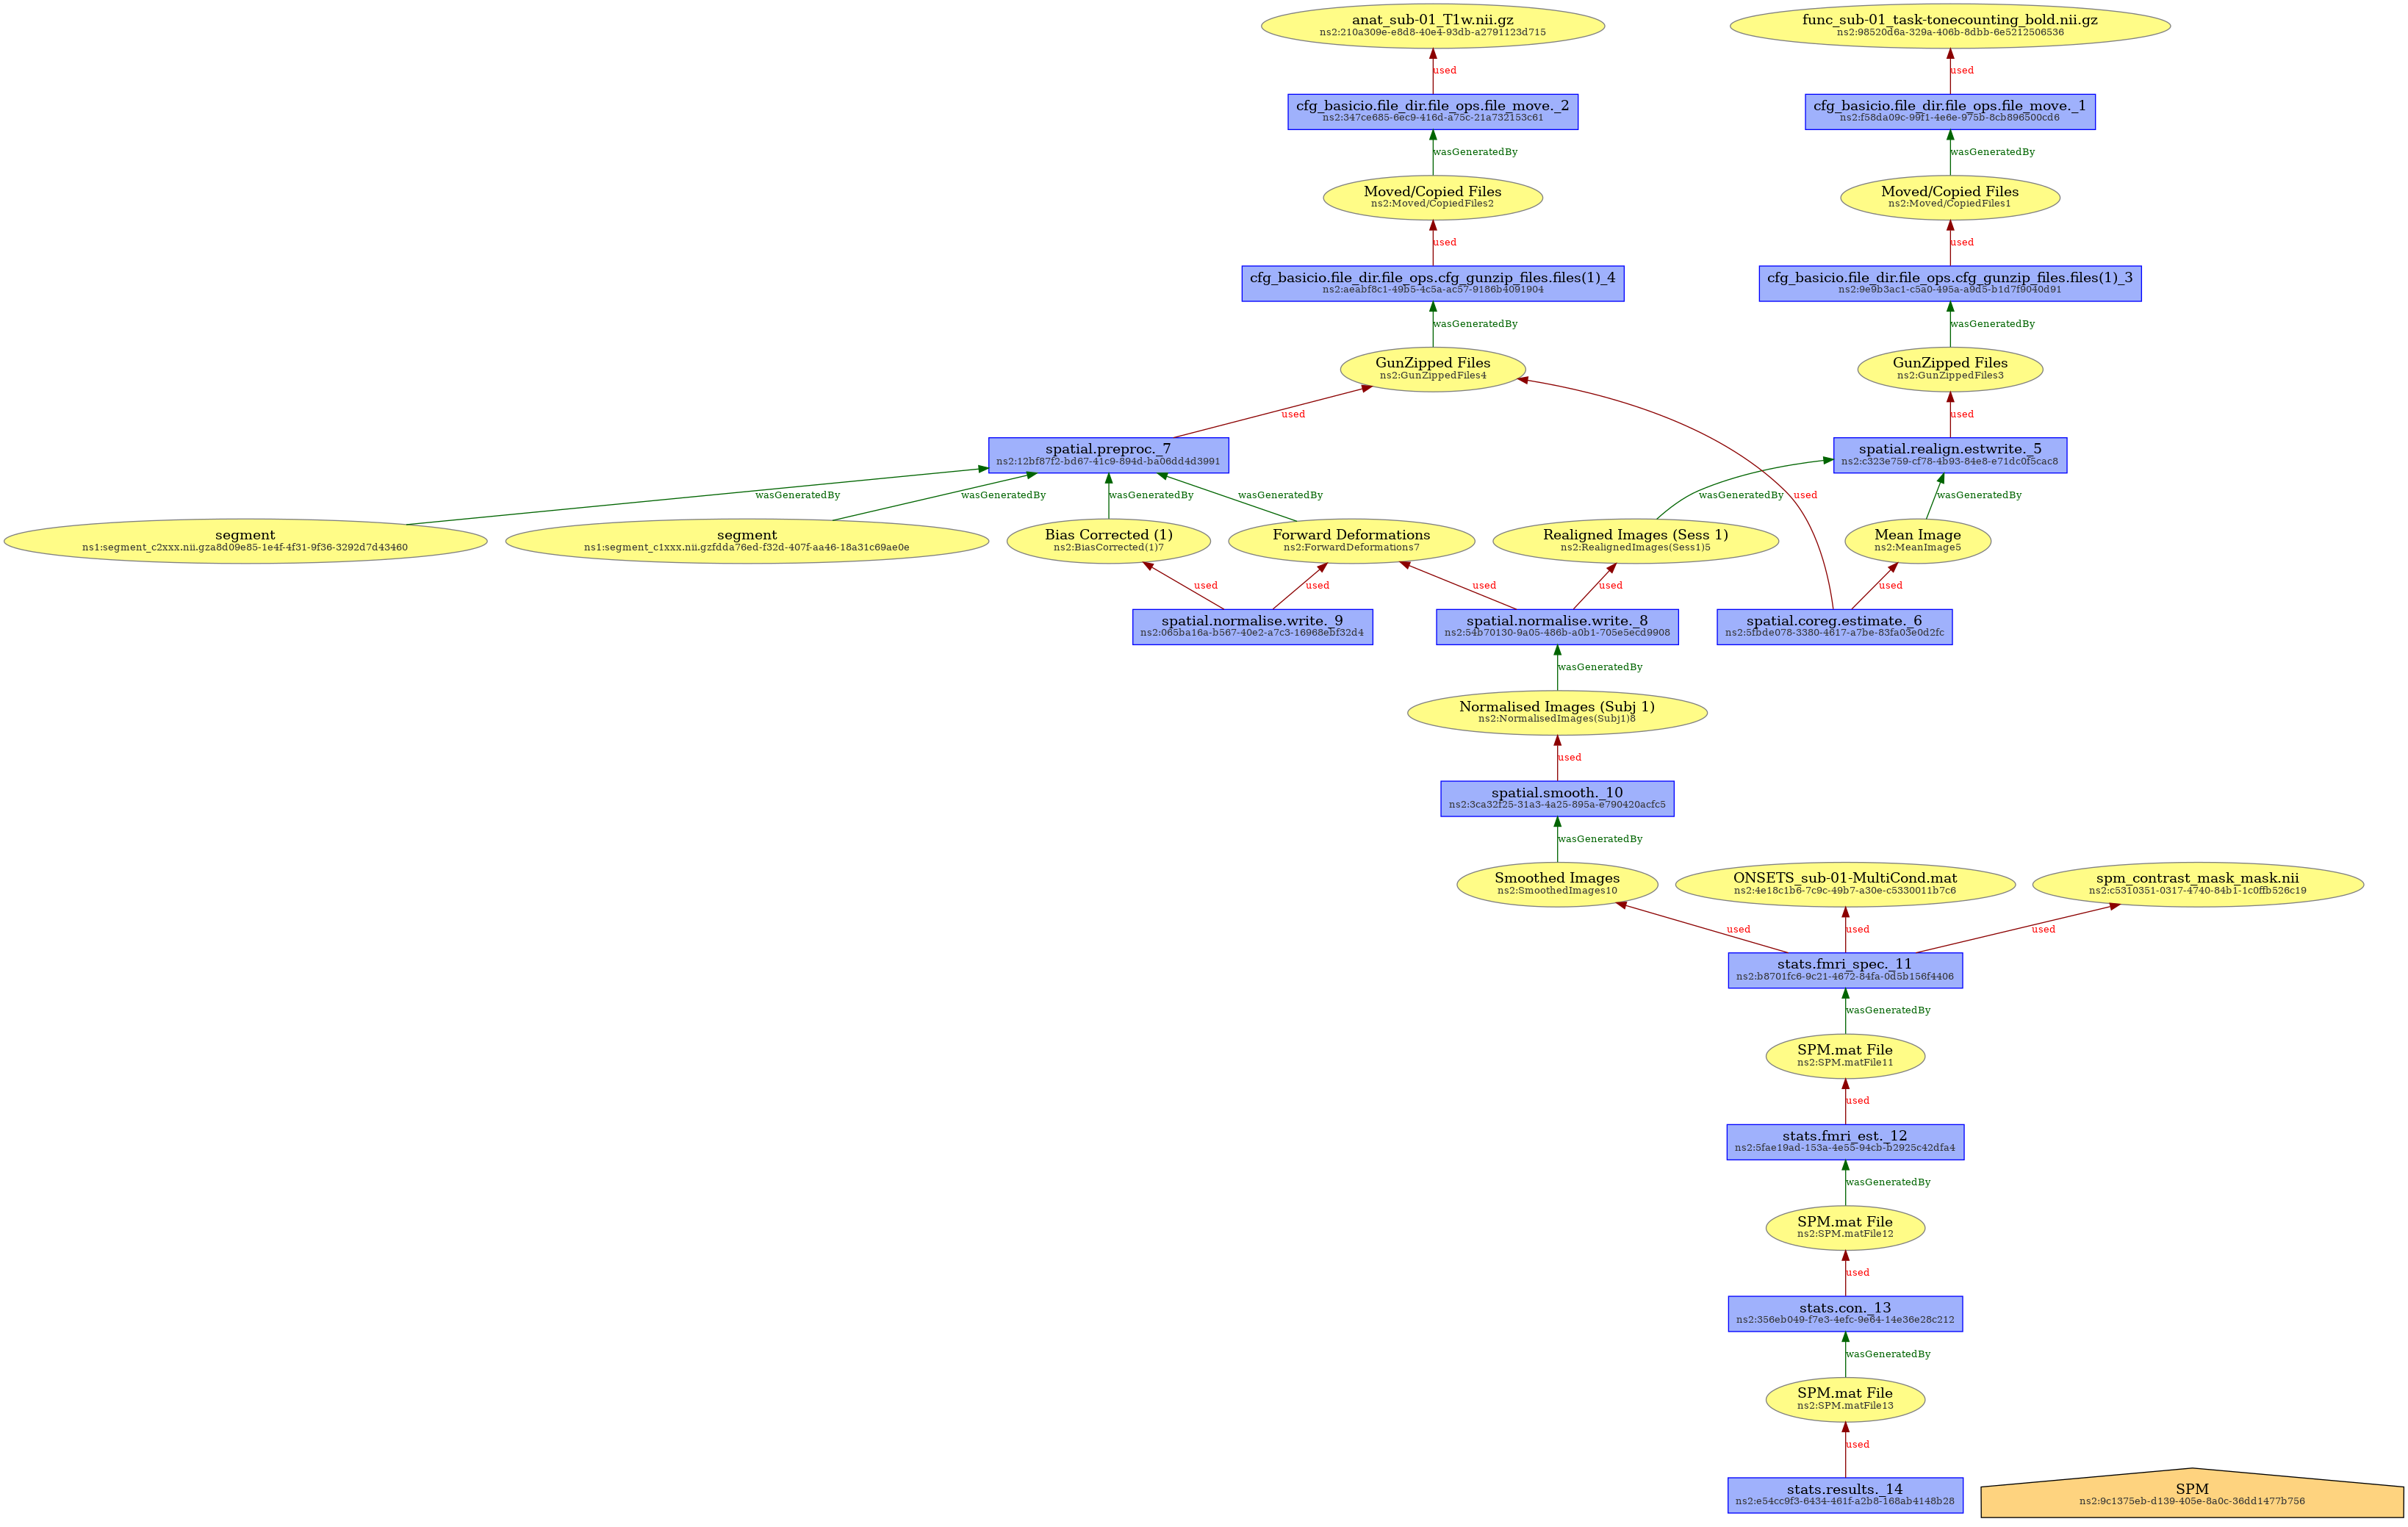 anat_sub-01_T1w.nii.gz
ns2:210a309e-e8d8-40e4-93db-a2791123d715
func_sub-01_task-tonecounting_bold.nii.gz
ns2:98520d6a-329a-406b-8dbb-6e5212506536
used
used
cfg_basicio.file_dir.file_ops.file_move._2
ns2:347ce685-6ec9-416d-a75c-21a732153c61
cfg_basicio.file_dir.file_ops.file_move._1
ns2:f58da09c-99f1-4e6e-975b-8cb896500cd6
wasGeneratedBy
wasGeneratedBy
Moved/Copied Files
ns2:Moved/CopiedFiles2
Moved/Copied Files
ns2:Moved/CopiedFiles1
used
used
cfg_basicio.file_dir.file_ops.cfg_gunzip_files.files(1)_4
ns2:aeabf8c1-49b5-4c5a-ac57-9186b4091904
cfg_basicio.file_dir.file_ops.cfg_gunzip_files.files(1)_3
ns2:9e9b3ac1-c5a0-495a-a9d5-b1d7f9040d91
wasGeneratedBy
wasGeneratedBy
GunZipped Files
ns2:GunZippedFiles4
GunZipped Files
ns2:GunZippedFiles3
used
used
spatial.preproc._7
ns2:12bf87f2-bd67-41c9-894d-ba06dd4d3991
spatial.realign.estwrite._5
ns2:c323e759-cf78-4b93-84e8-e71dc0f5cac8
wasGeneratedBy
wasGeneratedBy
wasGeneratedBy
wasGeneratedBy
wasGeneratedBy
used
wasGeneratedBy
segment
ns1:segment_c2xxx.nii.gza8d09e85-1e4f-4f31-9f36-3292d7d43460
segment
ns1:segment_c1xxx.nii.gzfdda76ed-f32d-407f-aa46-18a31c69ae0e
Bias Corrected (1)
ns2:BiasCorrected(1)7
Forward Deformations
ns2:ForwardDeformations7
Realigned Images (Sess 1)
ns2:RealignedImages(Sess1)5
Mean Image
ns2:MeanImage5
used
used
used
used
used
spatial.normalise.write._9
ns2:065ba16a-b567-40e2-a7c3-16968ebf32d4
spatial.normalise.write._8
ns2:54b70130-9a05-486b-a0b1-705e5ecd9908
spatial.coreg.estimate._6
ns2:5fbde078-3380-4617-a7be-83fa03e0d2fc
wasGeneratedBy
Normalised Images (Subj 1)
ns2:NormalisedImages(Subj1)8
used
spatial.smooth._10
ns2:3ca32f25-31a3-4a25-895a-e790420acfc5
wasGeneratedBy
Smoothed Images
ns2:SmoothedImages10
ONSETS_sub-01-MultiCond.mat
ns2:4e18c1b6-7c9c-49b7-a30e-c5330011b7c6
spm_contrast_mask_mask.nii
ns2:c5310351-0317-4740-84b1-1c0ffb526c19
used
used
used
stats.fmri_spec._11
ns2:b8701fc6-9c21-4672-84fa-0d5b156f4406
wasGeneratedBy
SPM.mat File
ns2:SPM.matFile11
used
stats.fmri_est._12
ns2:5fae19ad-153a-4e55-94cb-b2925c42dfa4
wasGeneratedBy
SPM.mat File
ns2:SPM.matFile12
used
stats.con._13
ns2:356eb049-f7e3-4efc-9e64-14e36e28c212
wasGeneratedBy
SPM.mat File
ns2:SPM.matFile13
used
stats.results._14
ns2:e54cc9f3-6434-461f-a2b8-168ab4148b28
SPM
ns2:9c1375eb-d139-405e-8a0c-36dd1477b756